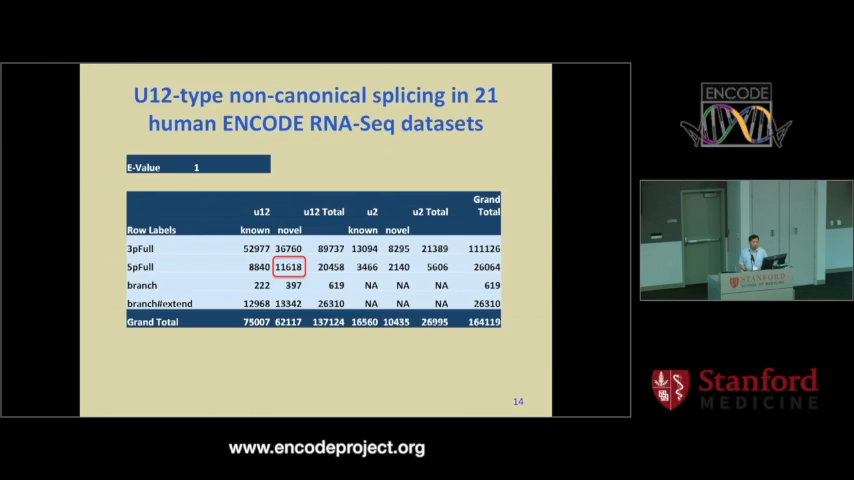 U12-type non-canonical splicing in 21
human ENCODE RNA-Seq datasets
E-Value 1
Grand
u12 u12 Total u2 u2 Total Total
Row Labels known novel known novel
3pFull 52977 36760 89737 13094 8295 21389 111126
5pFull 8840 11618 20458 3466 2140 5606 26064
branch 222 397 619 NA NA NA 619
branch#extend 12968 13342 26310 NA NA NA 26310
Grand Total 75007 62117 137124 16560 10435 26995 164119
14
ENCODE
STANFORD
Stanford
MEDICINE
www.encodeproject.org